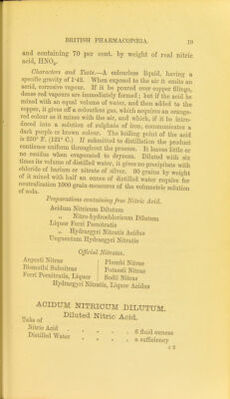 BRITISH PHARMACOPŒIA. 19
and containing 70 per cent. by weight of real nitric
acid, HNO₃.
Characters and Tests.—A colourless liquid, having a
specific gravity of 1·42. When exposed to the air it emits an
acrid, corrosive vapour. If it be poured over copper filings,
dense red vapours are immediately formed; but if the acid be
mixed with an equal volume of water, and then added to the
copper, it gives off a colourless gas, which acquires an orange-
red colour as it mixes with the air, and which, if it be intro-
duced into a solution of sulphate of iron, communicates a
dark purple or brown colour. The boiling point of the acid
is 250° F. (121° C.) If submitted to distillation the product
continues uniform throughout the process. It leaves little or
no residue when evaporated to dryness. Diluted with six
times its volume of distilled water, it gives no precipitate with
chloride of barium or nitrate of silver. 90 grains by weight
of it mixed with half an ounce of distilled water require for
neutralization 1000 grain-measures of the volumetric solution
of soda.
Preparations containing free Nitric Acid.
Acidum Nitricum Dilutum
„ Nitro-hydrochloricum Dilutum
Liquor Ferri Pernitratis
„ Hydrargyri Nitratis Acidus
Unguentum Hydrargyri Nitratis
Official Nitrates.
Argenti Nitras Plumbi Nitras
Bismuthi Subnitras Potassii Nitras
Ferri Pernitratis, Liquor Sodii Nitras
Hydrargyri Nitratis, Liquor Acidus
ACIDUM NITRICUM DILUTUM.
Diluted Nitric Acid.
Take of
Nitric Acid . . . . 6 fluid ounces
Distilled Water . . . . a sufficiency
c 2